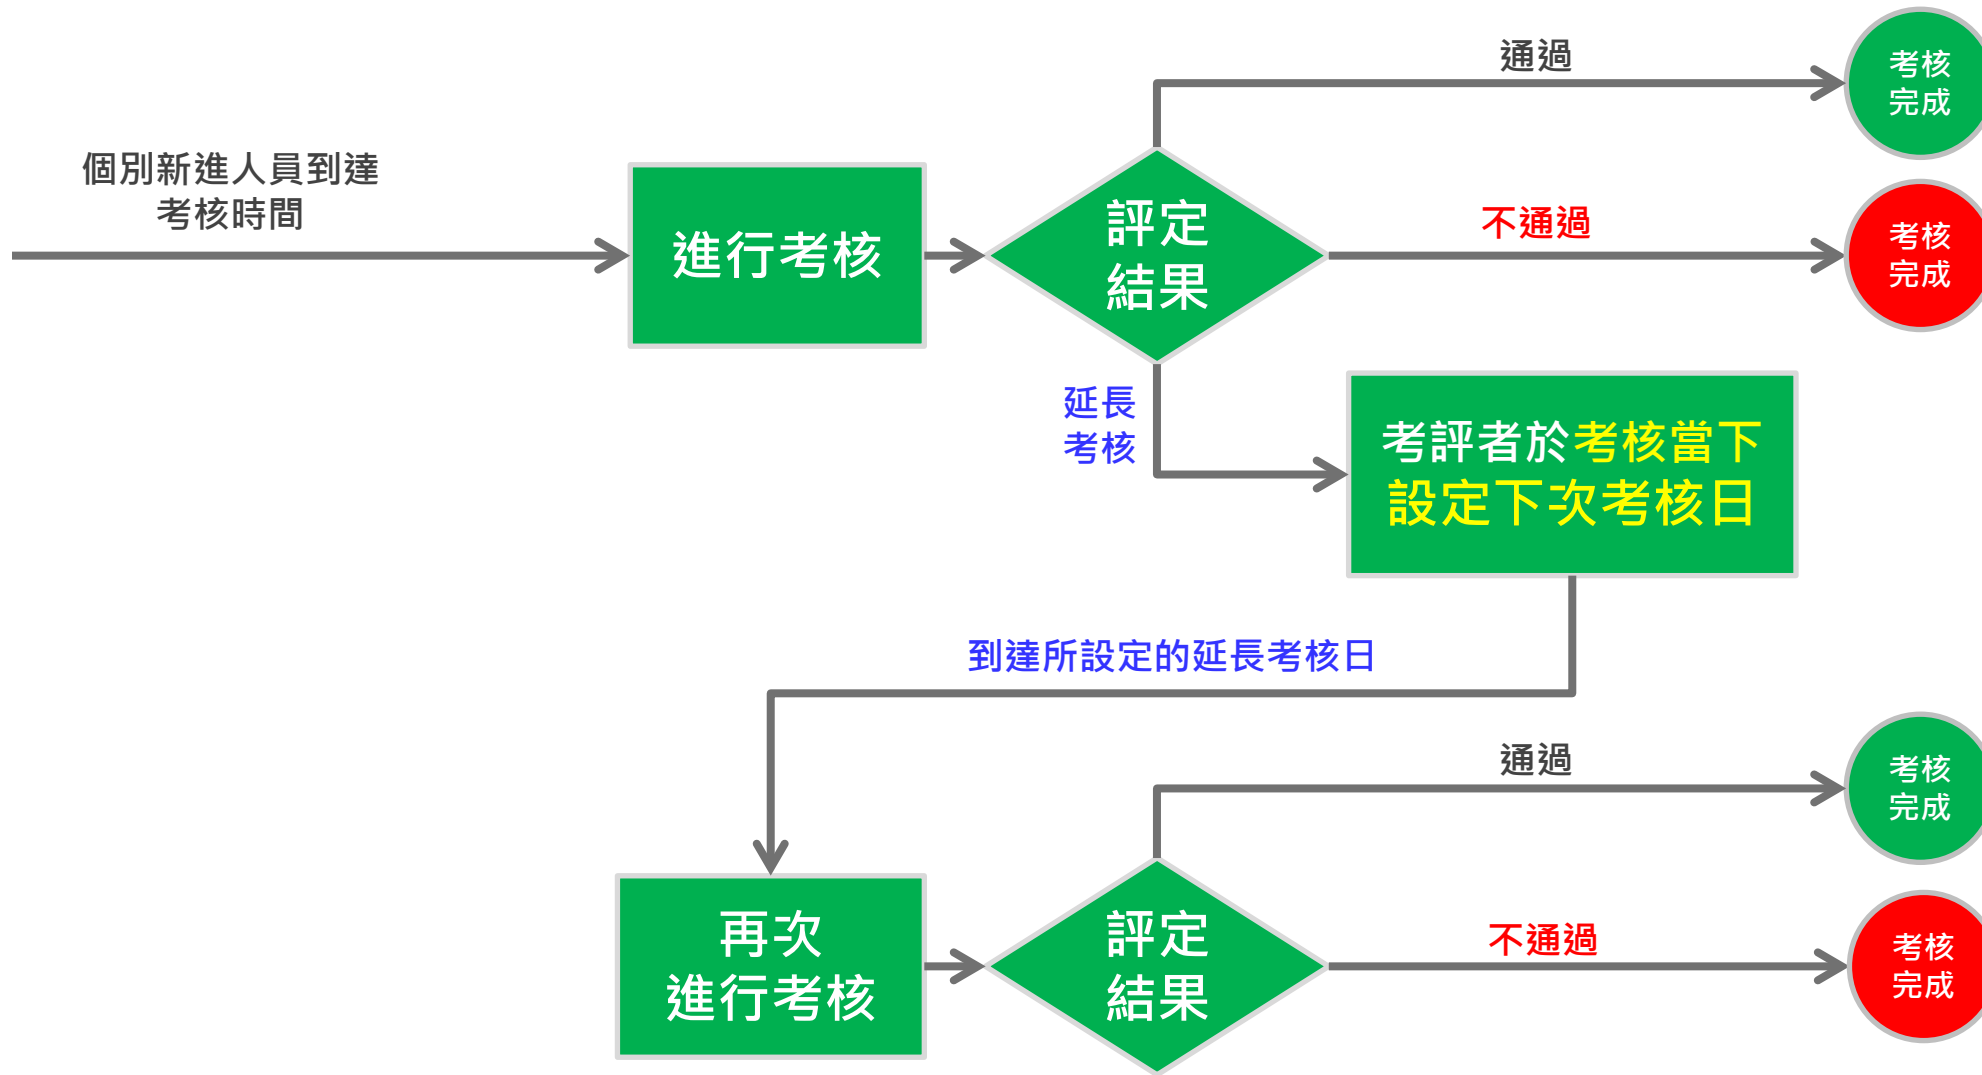 通過
考核
完成
個別新進人員到達
考核時間
進行考核
評定
結果
不通過
考核
完成
延長
考核
考評者於考核當下
設定下次考核日
到達所設定的延長考核日
通過
考核
完成
再次
進行考核
評定
結果
不通過
考核
完成